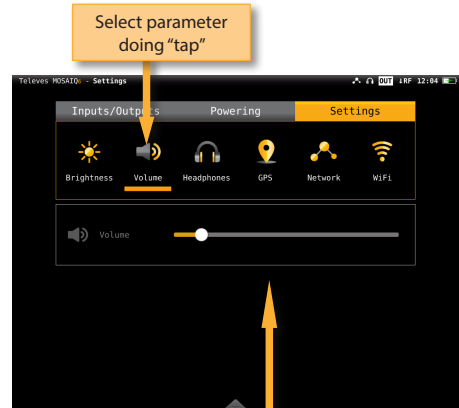 Select parameter
doing “tap”
Televes MOSAIQ6 - Settings OUT ↓RF 12:04
Inputs/Outputs Powering Settings
Brightness Volume Headphones GPS Network WiFi
Volume